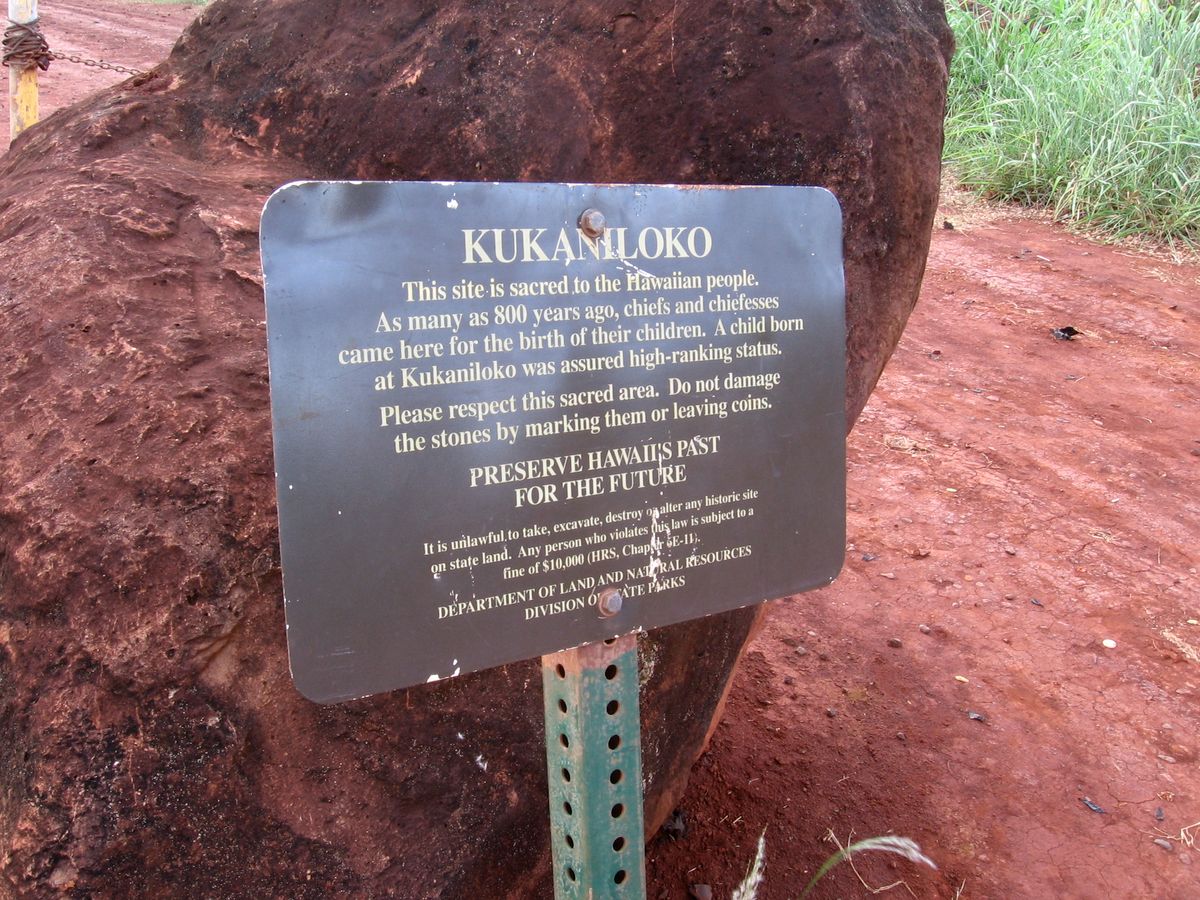 KUKANILOKO
This site is sacred to the Hawaiian people.
As many as 800 years ago, chiefs and chiefesses
came here for the birth of their children. A child born
at Kukaniloko was assured high-ranking status.
Please respect this sacred area. Do not damage
the stones by marking them or leaving coins.
PRESERVE HAWAII'S PAST
FOR THE FUTURE
It is unlawful to take, excavate, destroy or alter any historic site
on state land. Any person who violates this law is subject to a
fine of $10,000 (HRS, Chapter 6E-11).
DEPARTMENT OF LAND AND NATURAL RESOURCES
DIVISION OF STATE PARKS